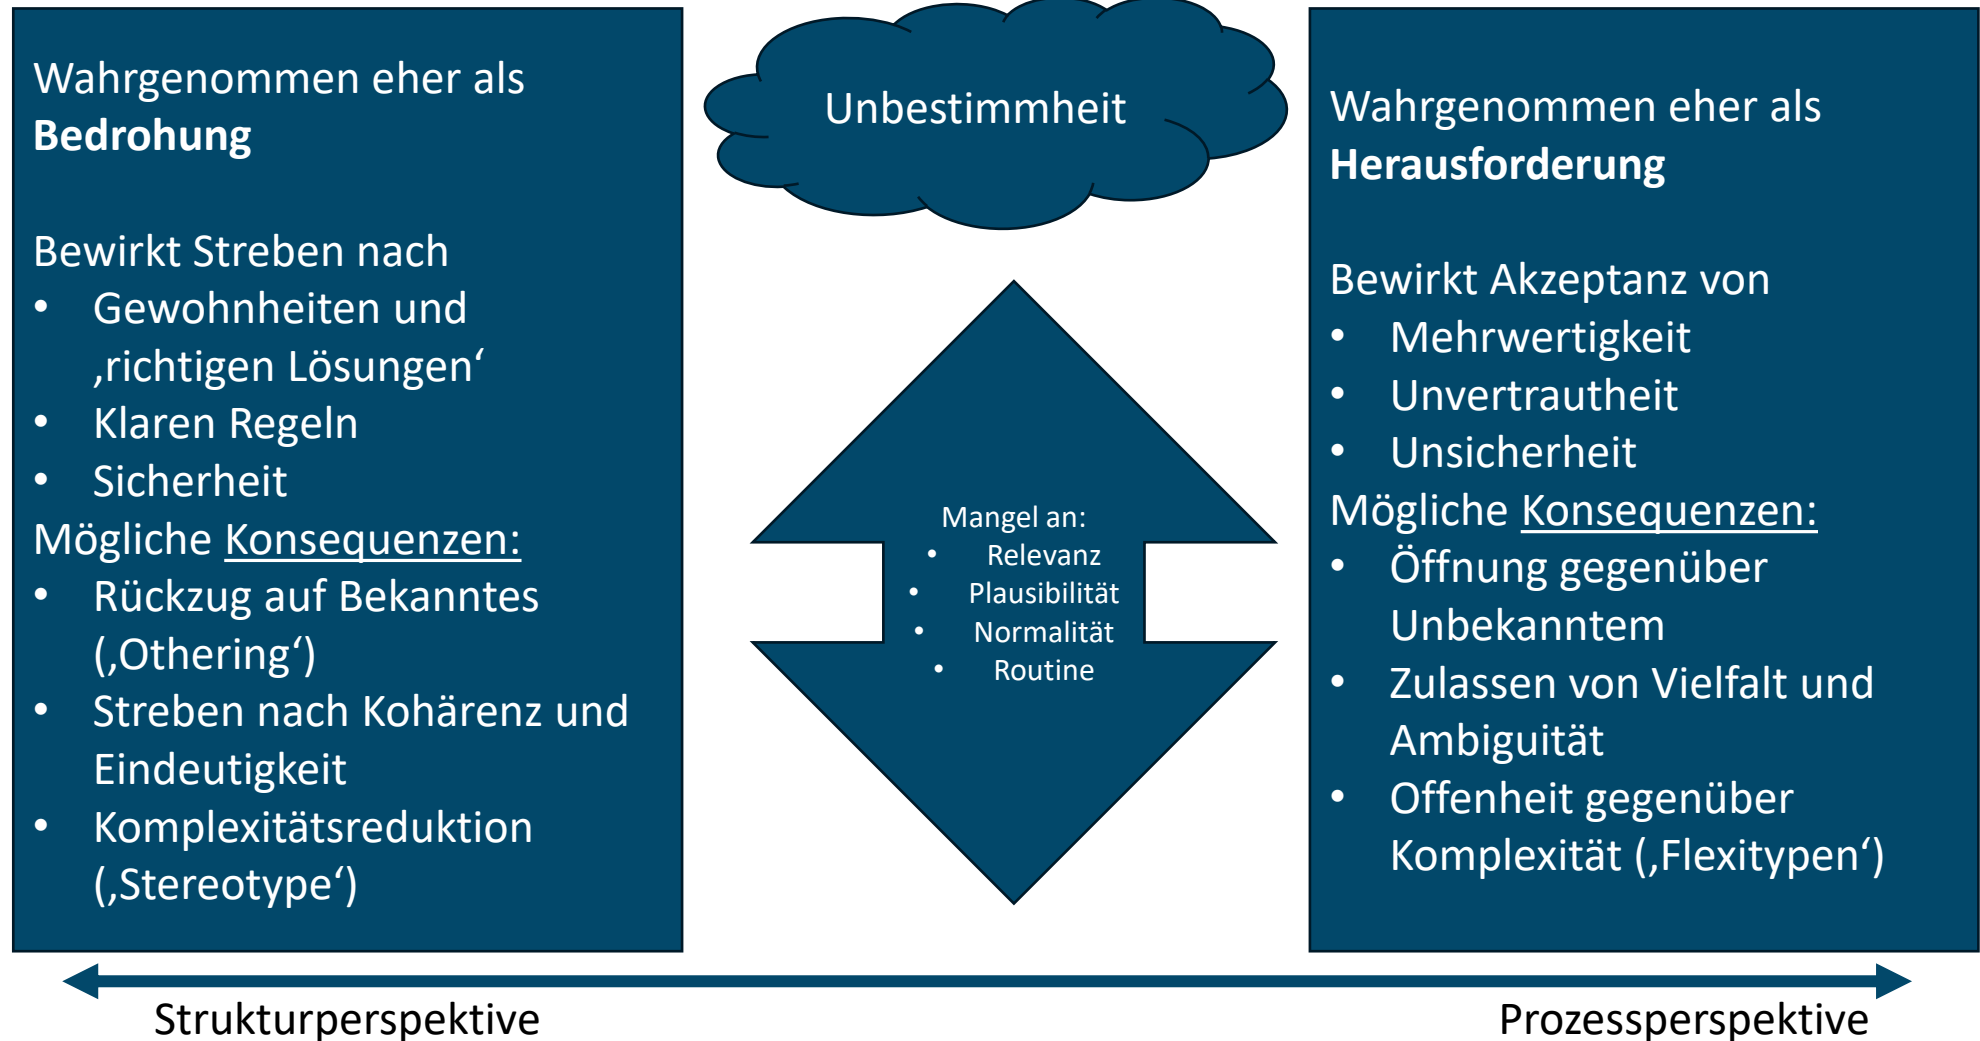 Wahrgenommen eher als
Bedrohung
Bewirkt Streben nach
• Gewohnheiten und
‚richtigen Lösungen‘
• Klaren Regeln
• Sicherheit
Mögliche Konsequenzen:
• Rückzug auf Bekanntes
(‚Othering‘)
• Streben nach Kohärenz und
Eindeutigkeit
• Komplexitätsreduktion
(‚Stereotype‘)
Unbestimmheit
Mangel an:
• Relevanz
• Plausibilität
• Normalität
• Routine
Wahrgenommen eher als
Herausforderung
Bewirkt Akzeptanz von
• Mehrwertigkeit
• Unvertrautheit
• Unsicherheit
Mögliche Konsequenzen:
• Öffnung gegenüber
Unbekanntem
• Zulassen von Vielfalt und
Ambiguität
• Offenheit gegenüber
Komplexität (‚Flexitypen‘)
Strukturperspektive
Prozessperspektive